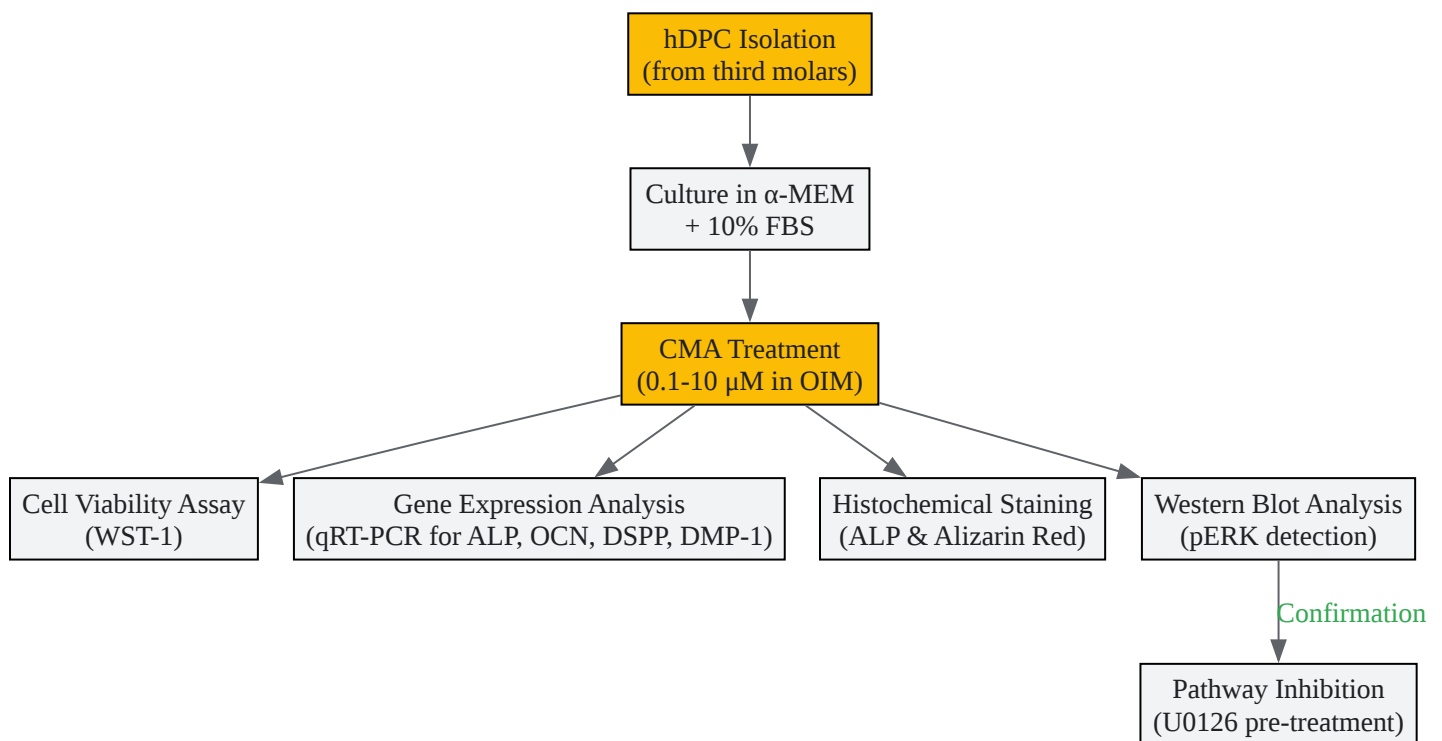 hDPC Isolation
(from third molars)
Culture in α-MEM
+ 10% FBS
CMA Treatment
(0.1-10 μM in OIM)
Cell Viability Assay
(WST-1)
Gene Expression Analysis
(qRT-PCR for ALP, OCN, DSPP, DMP-1)
Histochemical Staining
(ALP & Alizarin Red)
Western Blot Analysis
(pERK detection)
Confirmation
Pathway Inhibition
(U0126 pre-treatment)